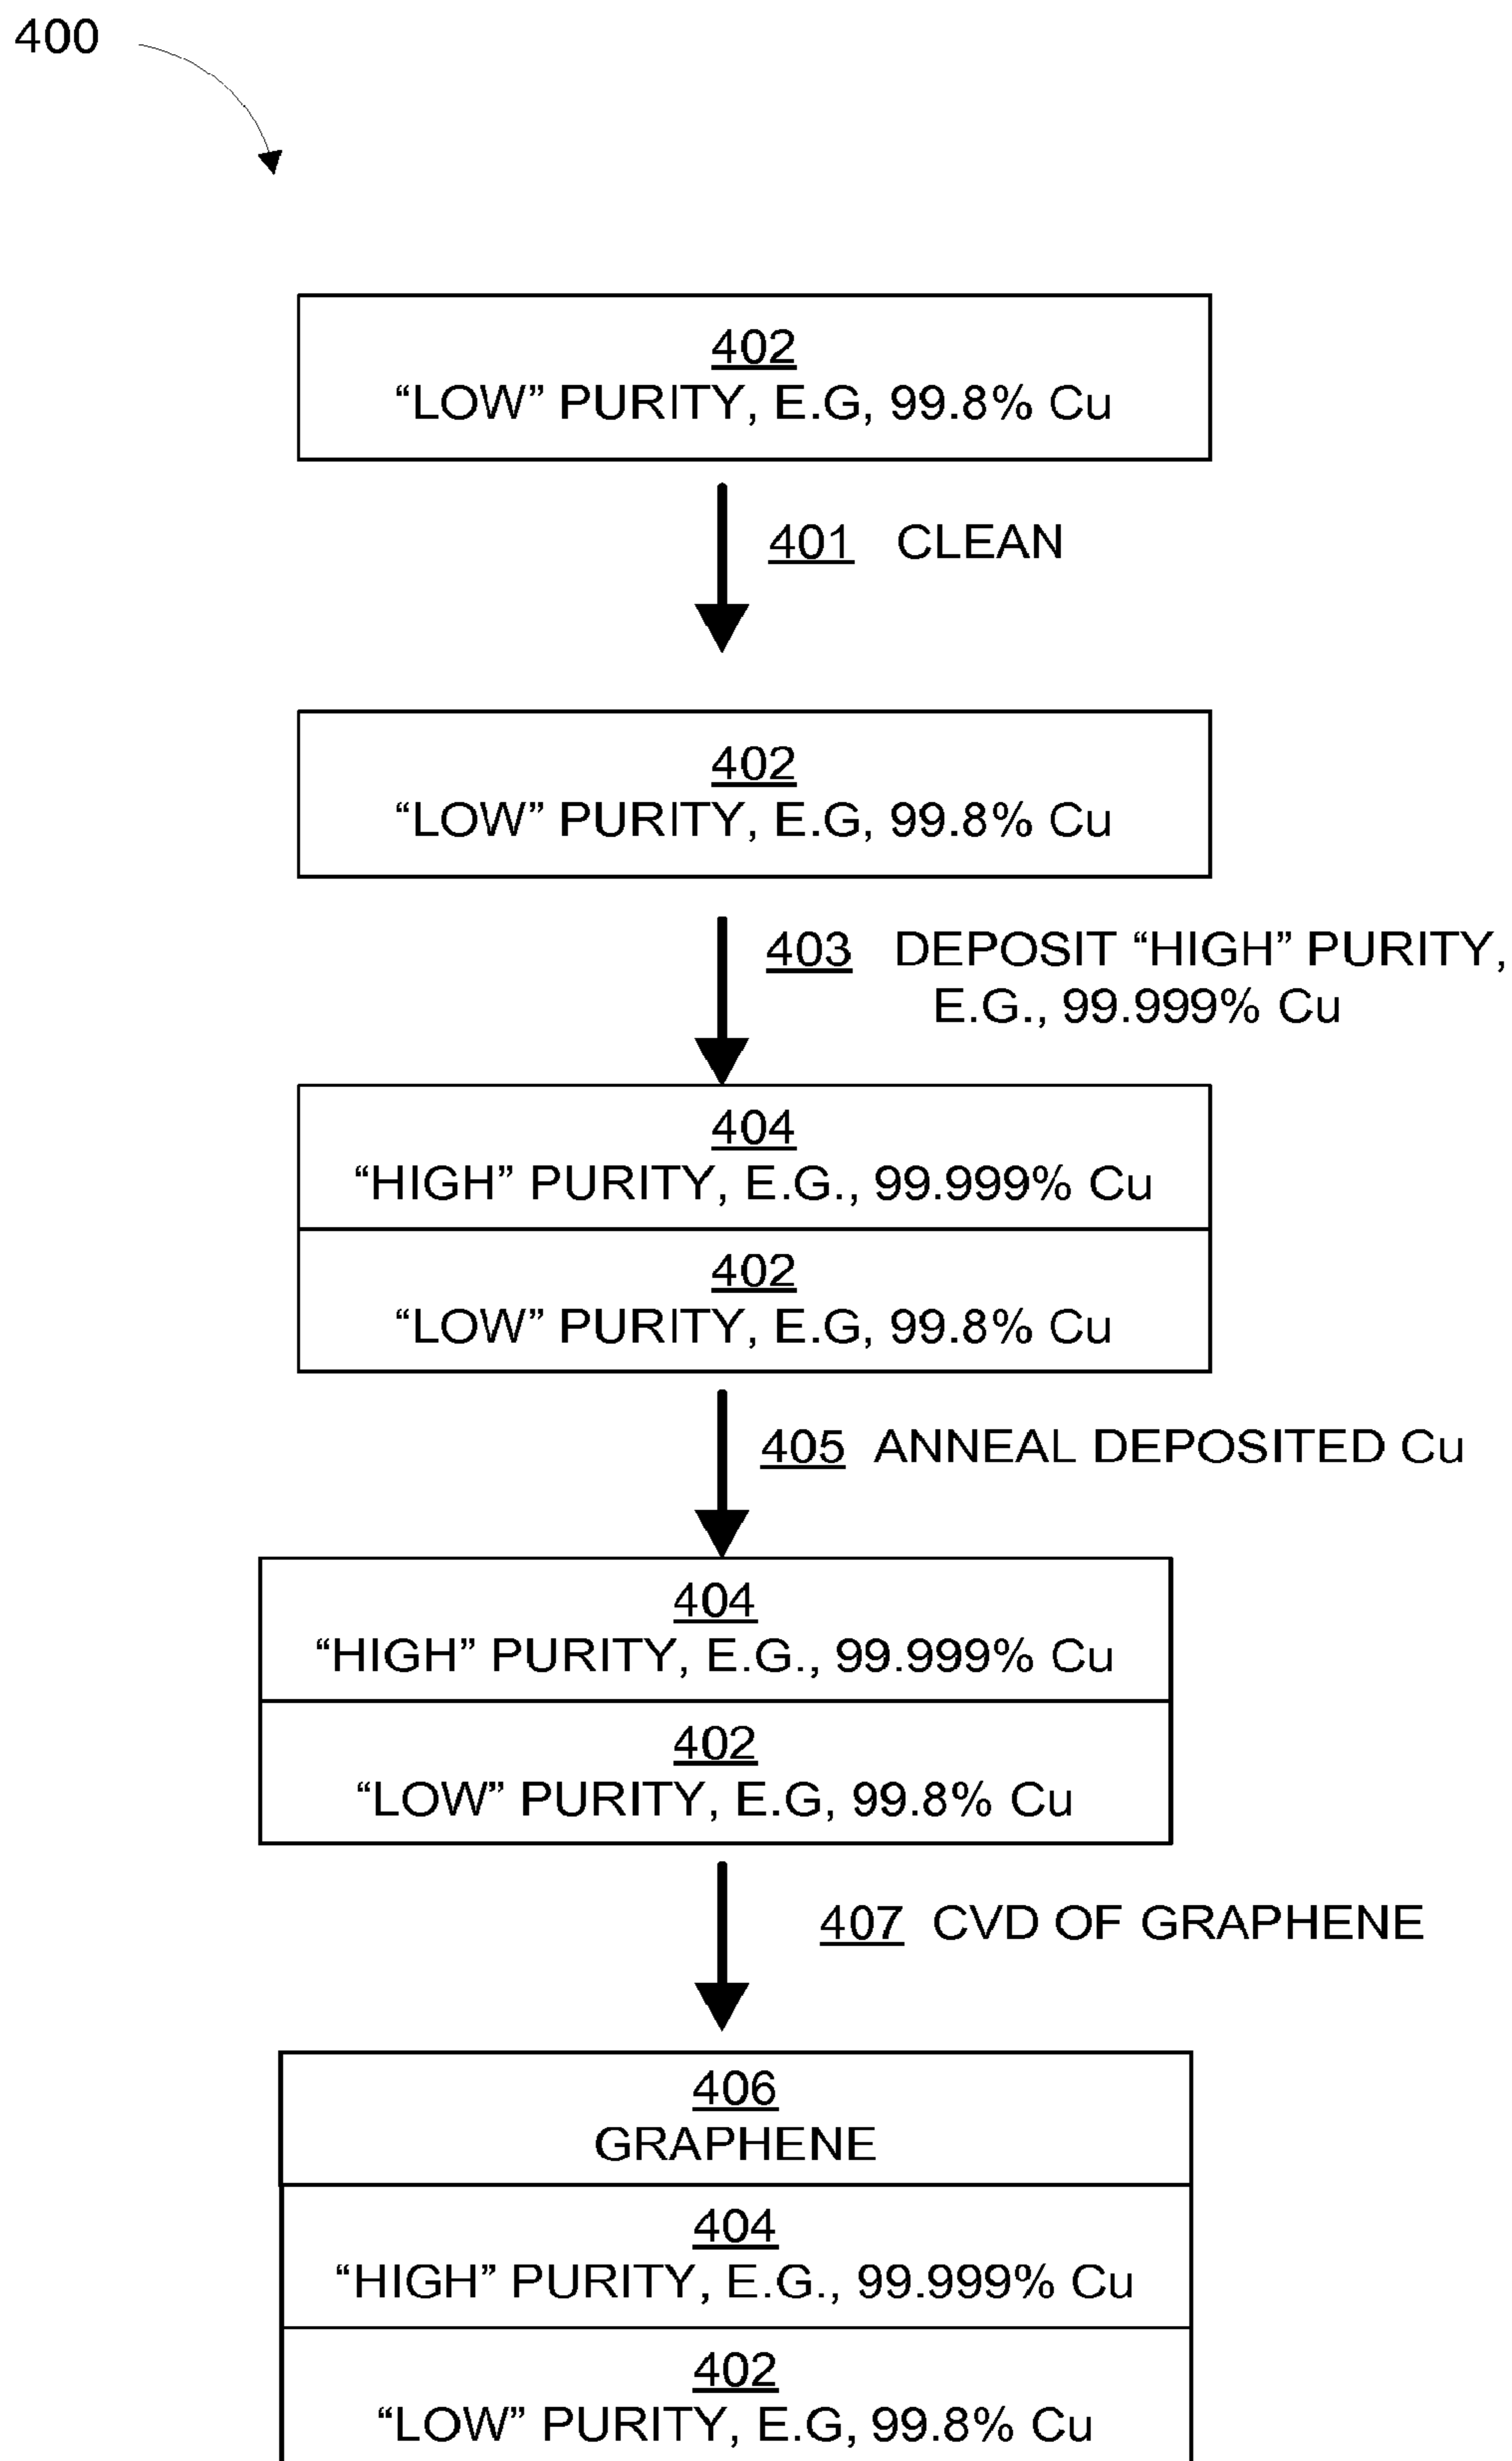 400
402
“LOW” PURITY, E.G, 99.8% Cu
401 CLEAN
402
“LOW” PURITY, E.G, 99.8% Cu
403 DEPOSIT “HIGH” PURITY,
E.G., 99.999% Cu
404
“HIGH” PURITY, E.G., 99.999% Cu
402
“LOW” PURITY, E.G, 99.8% Cu
405 ANNEAL DEPOSITED Cu
404
“HIGH” PURITY, E.G., 99.999% Cu
402
“LOW” PURITY, E.G, 99.8% Cu
407 CVD OF GRAPHENE
406
GRAPHENE
404
“HIGH” PURITY, E.G., 99.999% Cu
402
“LOW” PURITY, E.G, 99.8% Cu